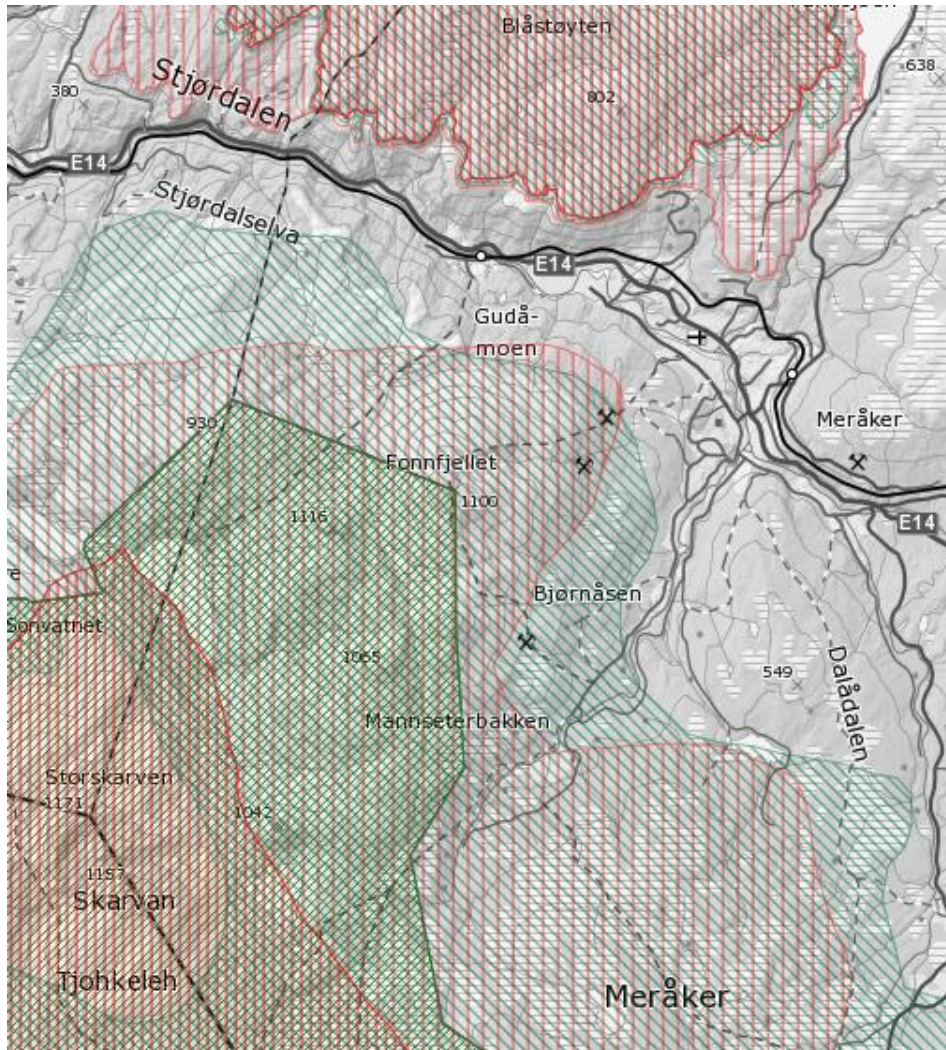 Blåstøyten
638
Stjørdalen
380
802
E14
Stjørdalselva
E14
Gudå-
moen
Meråker
930
Fonnfjellet
1100
1116
E14
Bjørnåsen
Sonvatnet
1065
549
Dalådalen
Mannseterbakken
Storskarven
1171
1042
1157
Skarvan
Tjohkeleh
Meråker